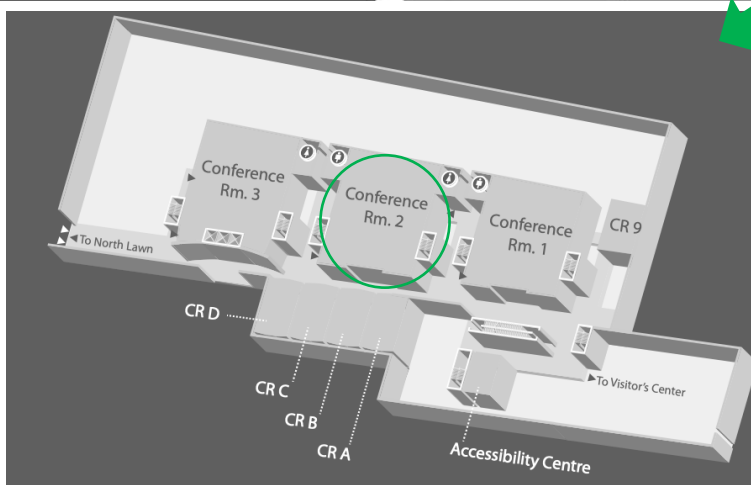 Conference
Rm. 3
Conference
Rm. 2
Conference
Rm. 1
CR 9
To North Lawn
CR D
CR C
CR B
CR A
To Visitor's Center
Accessibility Centre